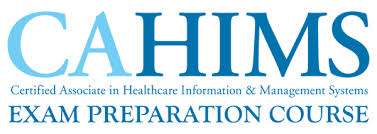 CAHIMS
Certified Associate in Healthcare Information & Management Systems
EXAM PREPARATION COURSE